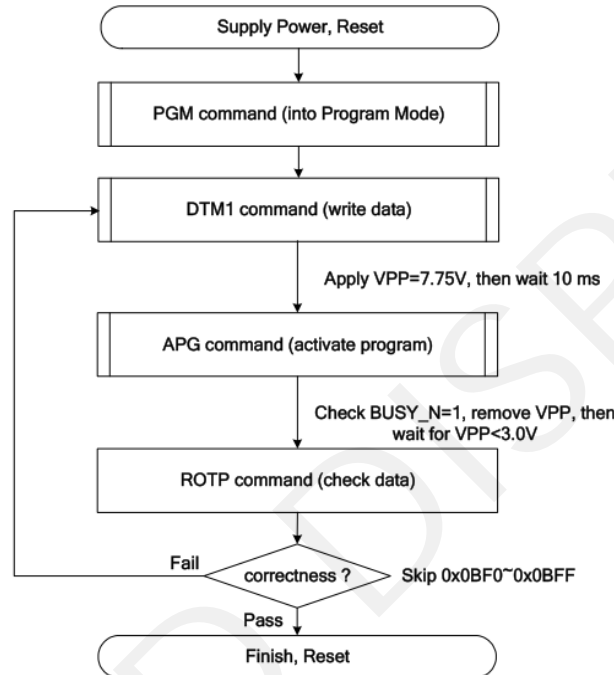 Supply Power, Reset
PGM command (into Program Mode)
DTM1 command (write data)
Apply VPP=7.75V, then wait 10 ms
APG command (activate program)
Check BUSY_N=1, remove VPP, then
wait for VPP<3.0V
ROTP command (check data)
Fail
correctness ?
Skip 0x0BF0~0x0BFF
Pass
Finish, Reset